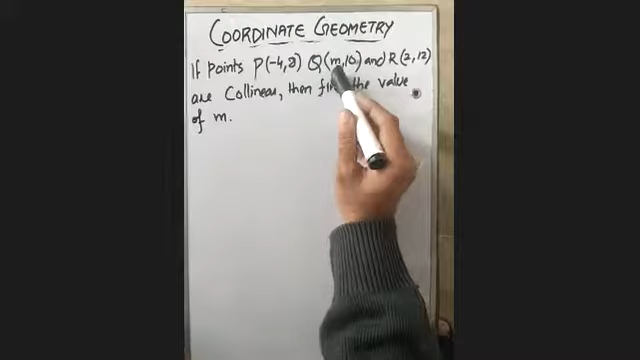 COORDINATE GEOMETRY
If Points P(-4,8) Q(m,10) and R(2,12)
are Collinear, then the value
of m.